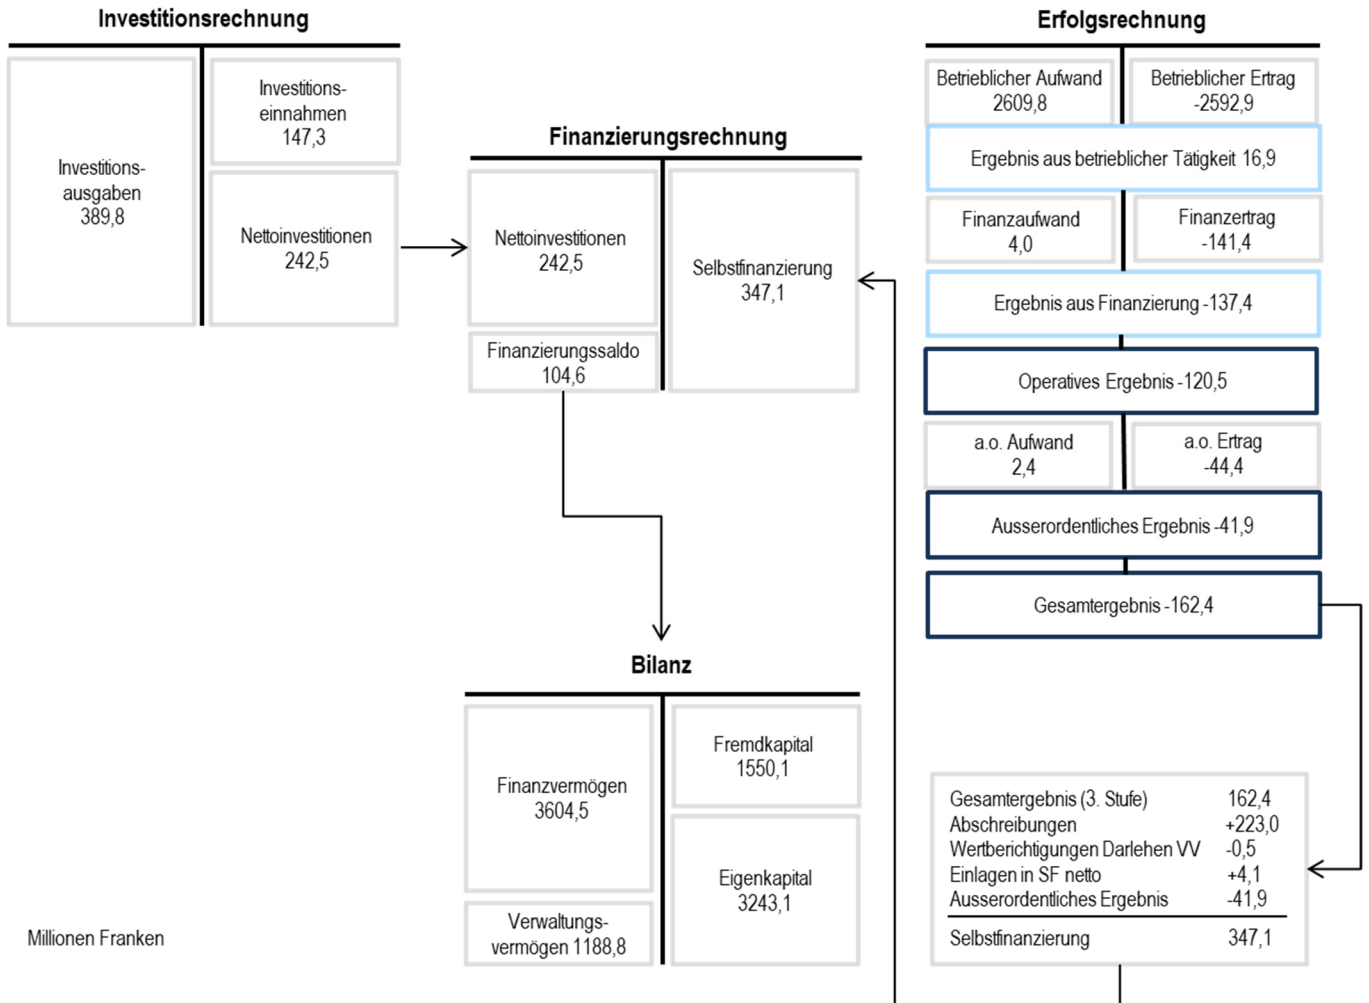 Investitionsrechnung
Investitions-
ausgaben
389,8
Investitions-
einnahmen
147,3
Nettoinvestitionen
242,5
Finanzierungsrechnung
Nettoinvestitionen
242,5
Finanzierungssaldo
104,6
Selbstfinanzierung
347,1
Erfolgsrechnung
Betrieblicher Aufwand
2609,8
Betrieblicher Ertrag
-2592,9
Ergebnis aus betrieblicher Tätigkeit 16,9
Finanzaufwand
4,0
Finanzertrag
-141,4
Ergebnis aus Finanzierung -137,4
Operatives Ergebnis -120,5
a.o. Aufwand
2,4
a.o. Ertrag
-44,4
Ausserordentliches Ergebnis -41,9
Gesamtergebnis -162,4
Bilanz
Finanzvermögen
3604,5
Verwaltungs-
vermögen 1188,8
Fremdkapital
1550,1
Eigenkapital
3243,1
Gesamtergebnis (3. Stufe) 162,4
Abschreibungen +223,0
Wertberichtigungen Darlehen VV -0,5
Einlagen in SF netto +4,1
Ausserordentliches Ergebnis -41,9
Selbstfinanzierung 347,1
Millionen Franken